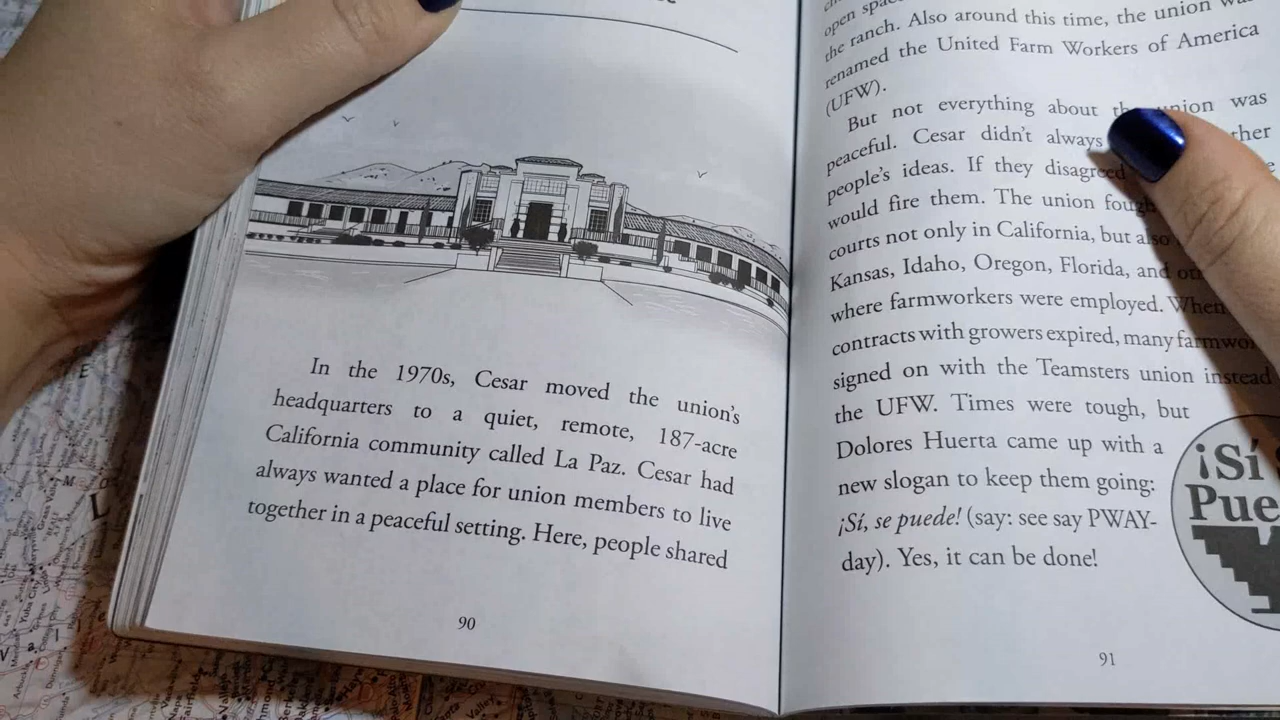 In the 1970s, Cesar moved the union's
headquarters to a quiet, remote, 187-acre
California community called La Paz. Cesar had
always wanted a place for union members to live
together in a peaceful setting. Here, people shared
90
open
the ranch. Also around this time, the union
renamed the United Farm Workers of America
(UFW).
But not everything about the union was
peaceful. Cesar didn't always
people's ideas. If they disagreed
would fire them. The union
courts not only in California, but also
Kansas, Idaho, Oregon, Florida, and
where farmworkers were employed. When
contracts with growers expired, many
signed on with the Teamsters union instead
the UFW. Times were tough, but
Dolores Huerta came up with a
new slogan to keep them going:
¡Sí, se puede! (say: see say PWAY-
day). Yes, it can be done!
¡Sí
91